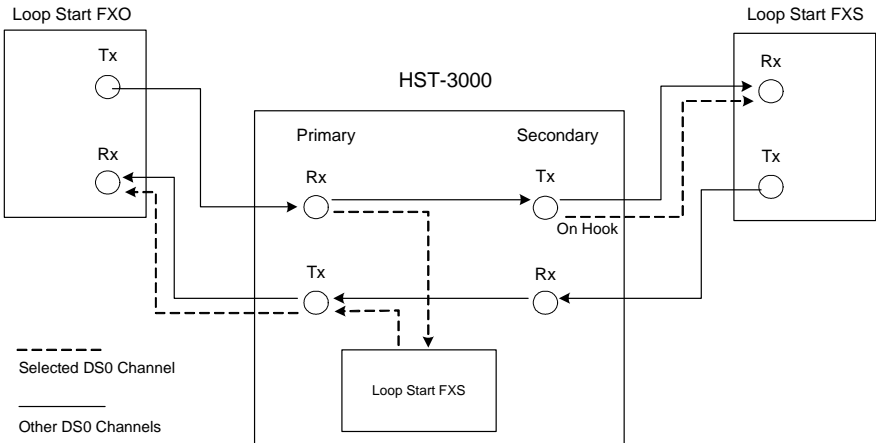 Loop Start FXO
Loop Start FXS
HST-3000
Tx
Rx
Primary
Secondary
Rx
Tx
On Hook
Rx
Tx
Tx
Rx
Loop Start FXS
Selected DS0 Channel
Other DS0 Channels